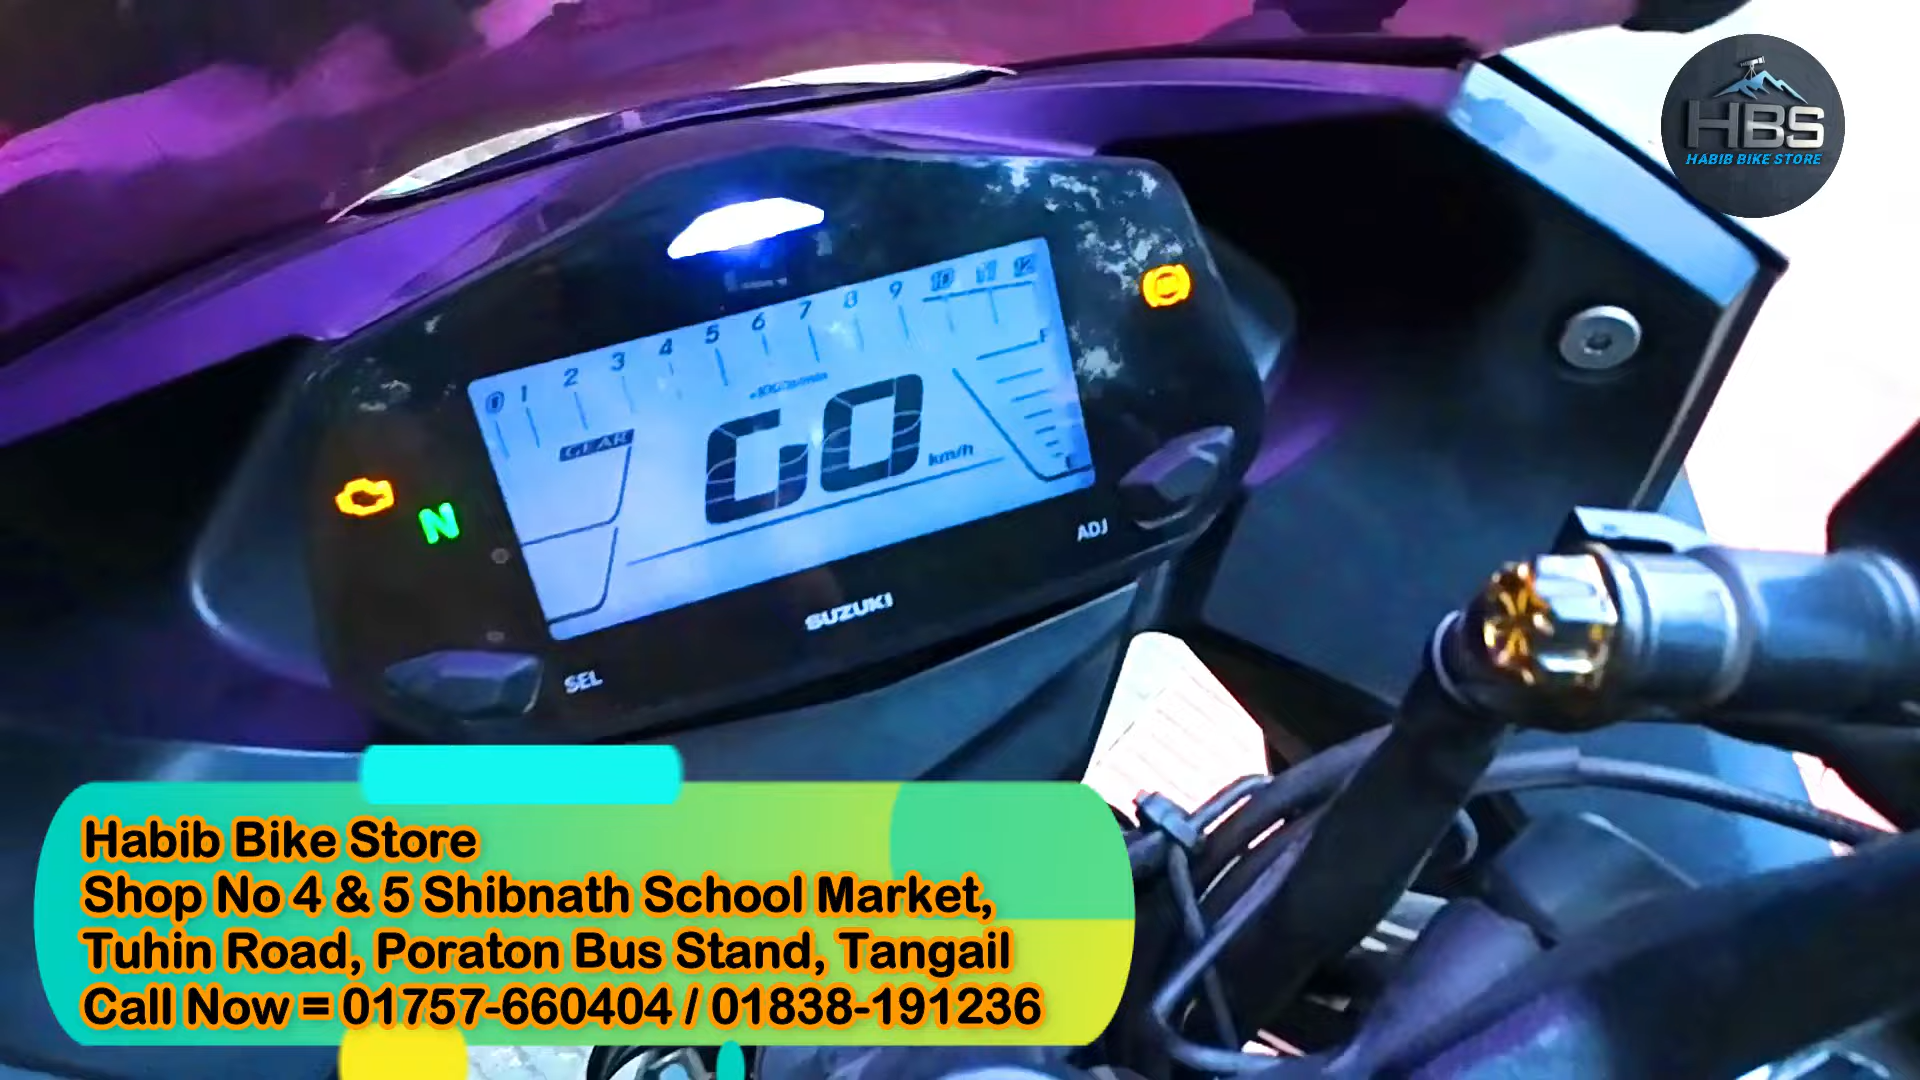 HBS
HABIB BIKE STORE
0 1 2 3 4 5 6 7 8 9 10 11 12
GEAR
GO
km/h
F
E
N
ADJ
SUZUKI
SEL
Habib Bike Store
Shop No 4 & 5 Shibnath School Market,
Tuhin Road, Poraton Bus Stand, Tangail
Call Now = 01757-660404 / 01838-191236